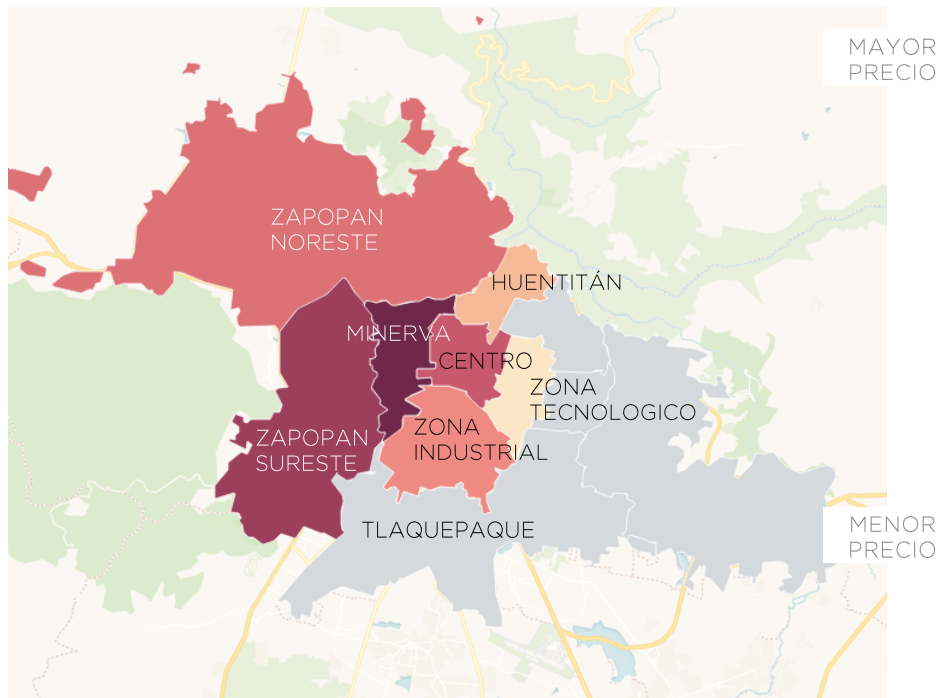 MAYOR
PRECIO
ZAPOPAN
NORESTE
HUENTITÁN
MINERVA
CENTRO
ZONA
TECNOLOGICO
ZONA
INDUSTRIAL
ZAPOPAN
SURESTE
TLAQUEPAQUE
MENOR
PRECIO